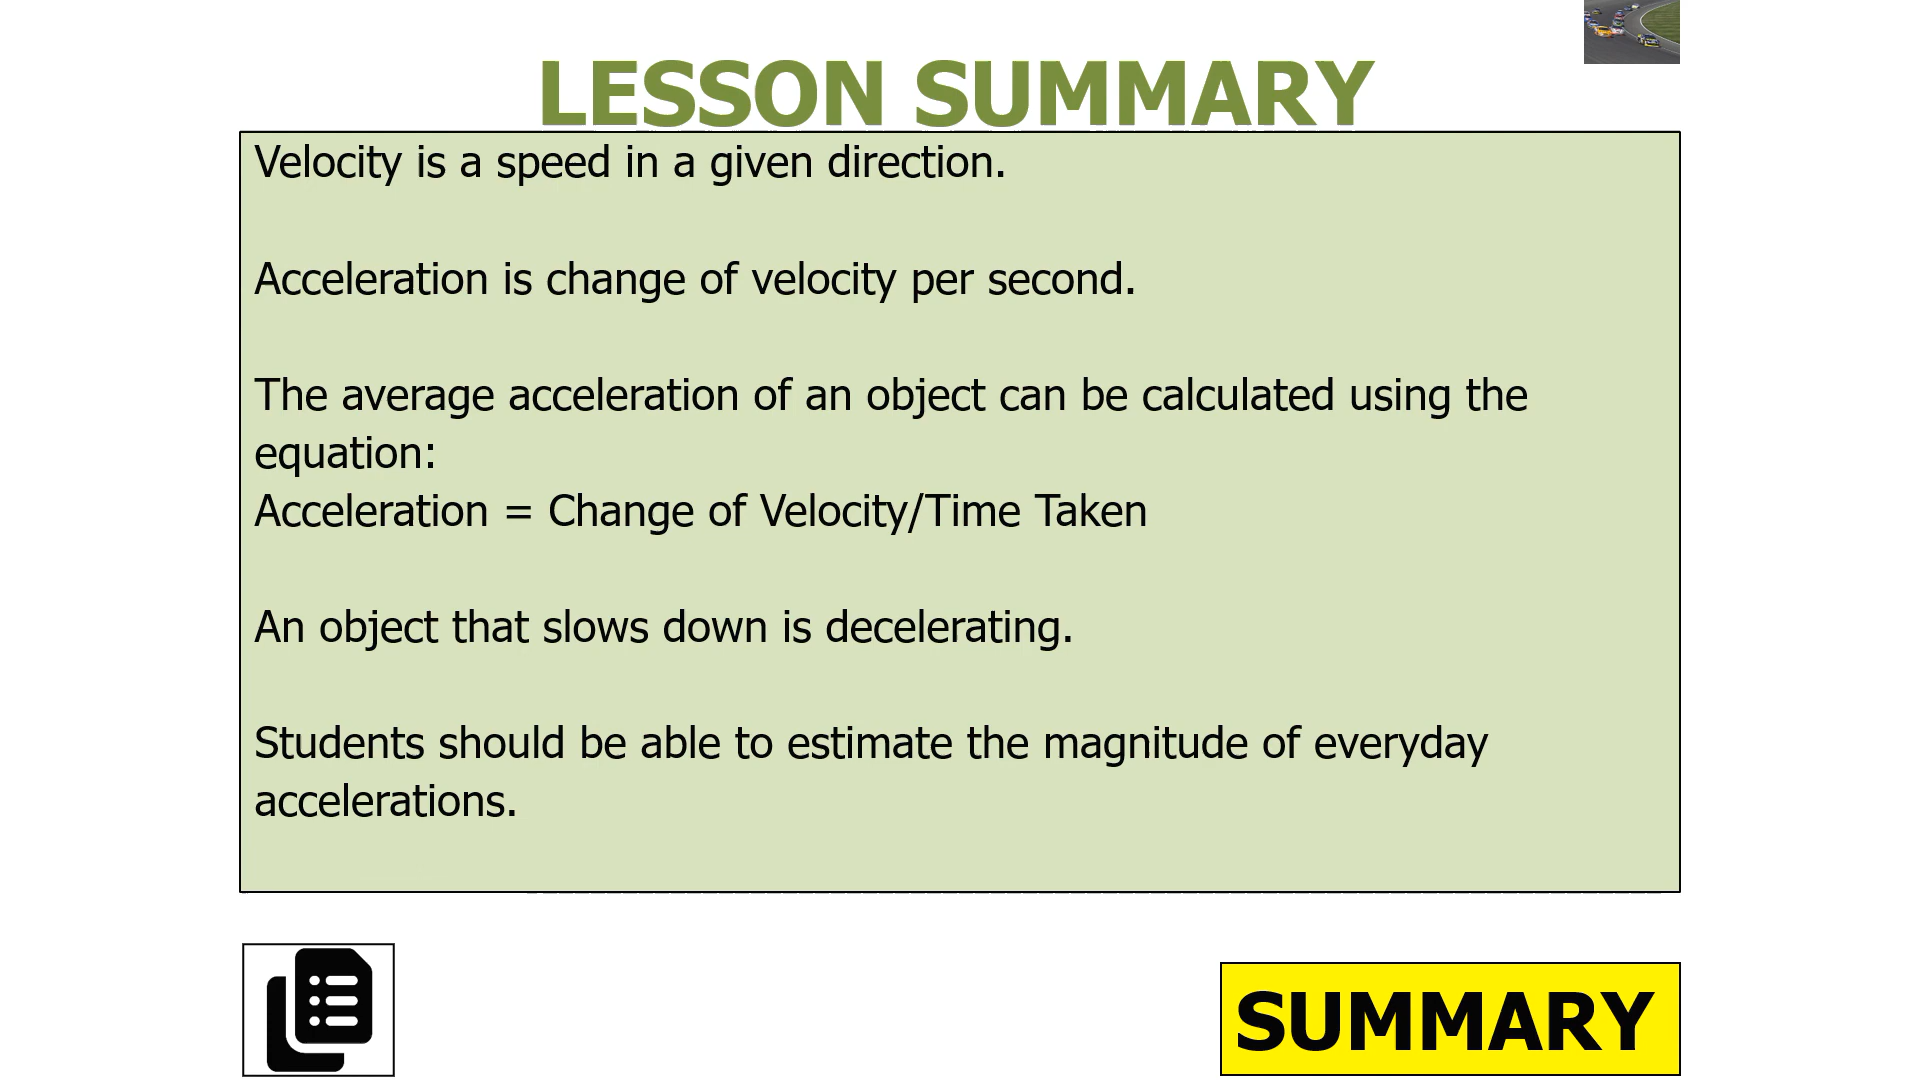 LESSON SUMMARY
Velocity is a speed in a given direction.
Acceleration is change of velocity per second.
The average acceleration of an object can be calculated using the
equation:
Acceleration = Change of Velocity/Time Taken
An object that slows down is decelerating.
Students should be able to estimate the magnitude of everyday
accelerations.
SUMMARY